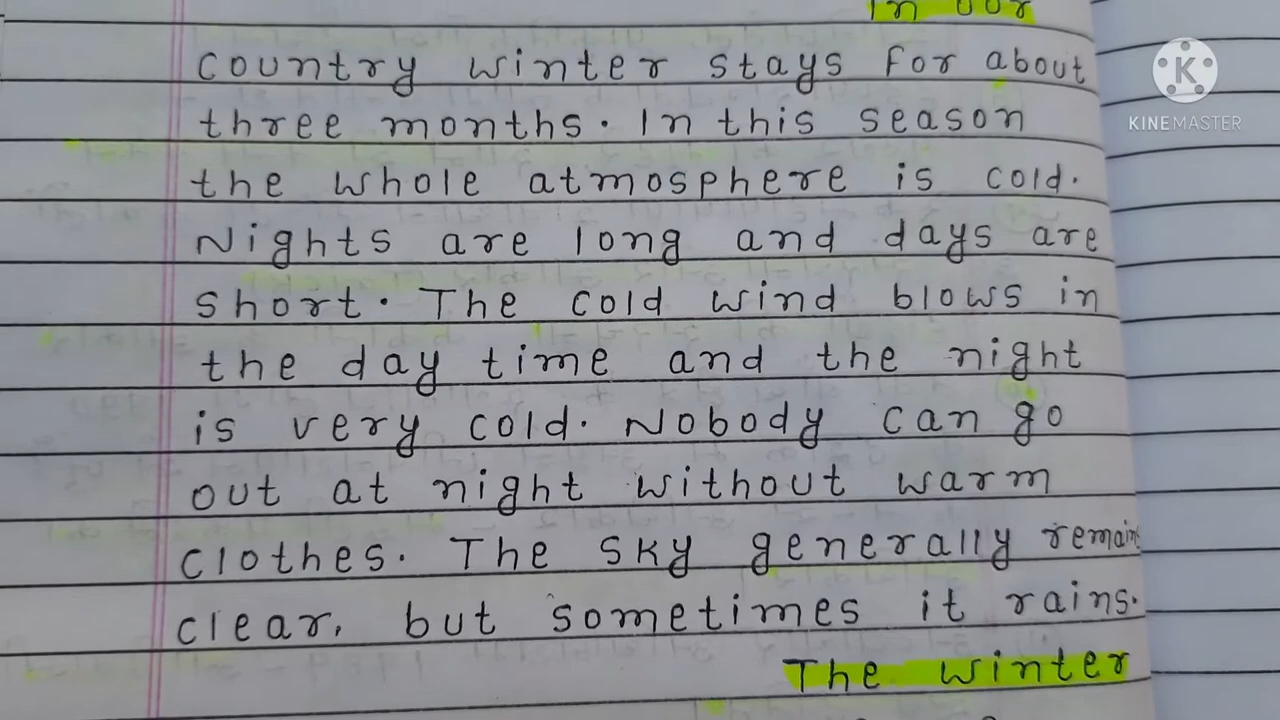 In our
country winter stays for about
three months. In this season
the whole atmosphere is cold.
Nights are long and days are
short. The cold wind blows in
the day time and the night
is very cold. Nobody can go
out at night without warm
clothes. The sky generally remain
clear, but sometimes it rains.
The winter
K
KINEMASTER